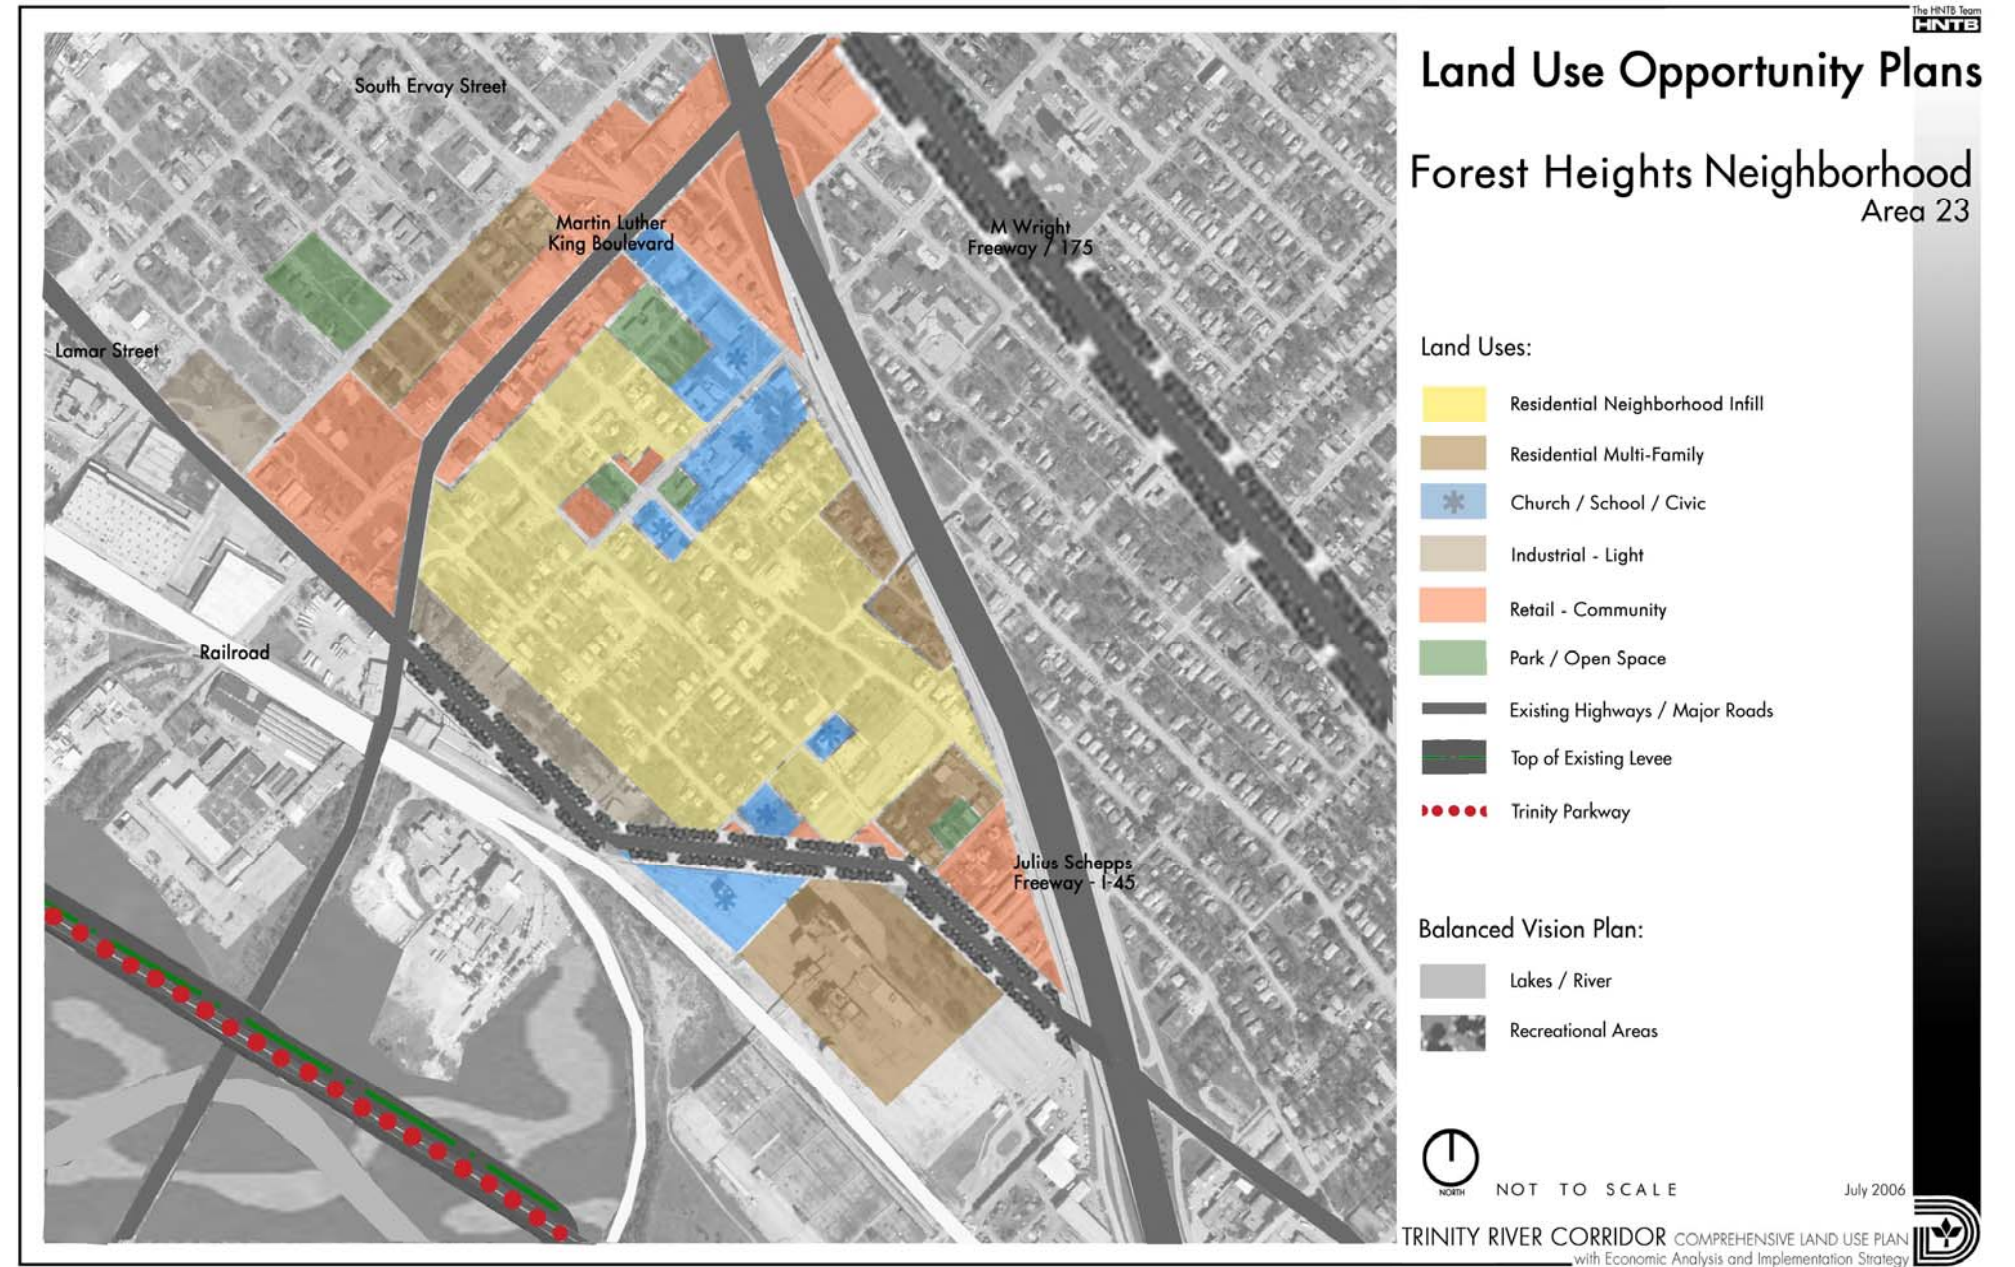 The HNTB Team
HNTB
Land Use Opportunity Plans
Forest Heights Neighborhood
Area 23
South Ervay Street
Martin Luther
King Boulevard
M Wright
Freeway / 175
Lamar Street
Railroad
Julius Schepps
Freeway - I-45
Land Uses:
Residential Neighborhood Infill
Residential Multi-Family
Church / School / Civic
Industrial - Light
Retail - Community
Park / Open Space
Existing Highways / Major Roads
Top of Existing Levee
Trinity Parkway
Balanced Vision Plan:
Lakes / River
Recreational Areas
NORTH
NOT TO SCALE
July 2006
TRINITY RIVER CORRIDOR COMPREHENSIVE LAND USE PLAN
with Economic Analysis and Implementation Strategy